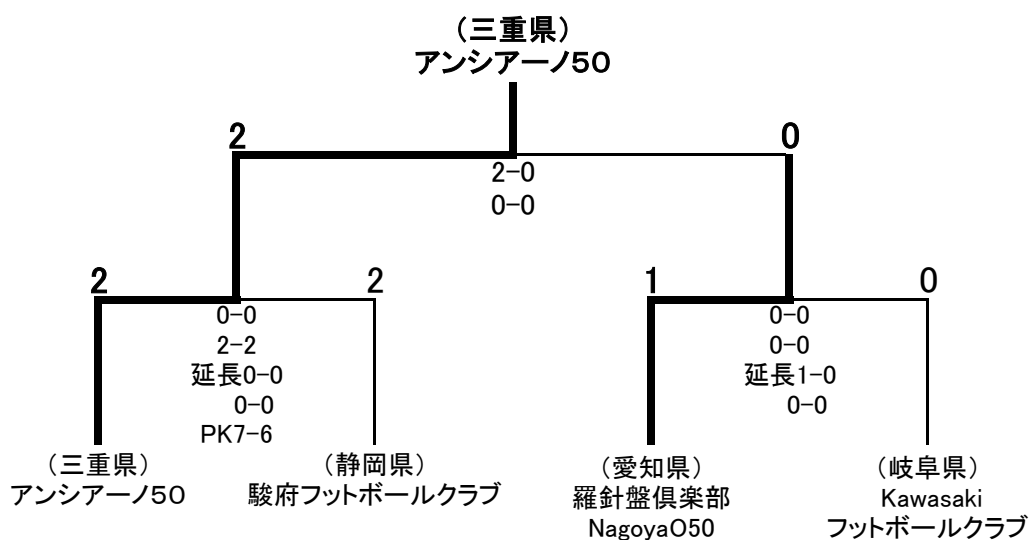 （三重県）
アンシアーノ５０
2
0
2-0
0-0
2
2
1
0
0-0
2-2
延長0-0
0-0
PK7-6
0-0
0-0
延長1-0
0-0
（三重県）
アンシアーノ５０
（静岡県）
駿府フットボールクラブ
（愛知県）
羅針盤倶楽部
NagoyaO50
（岐阜県）
Kawasaki
フットボールクラブ